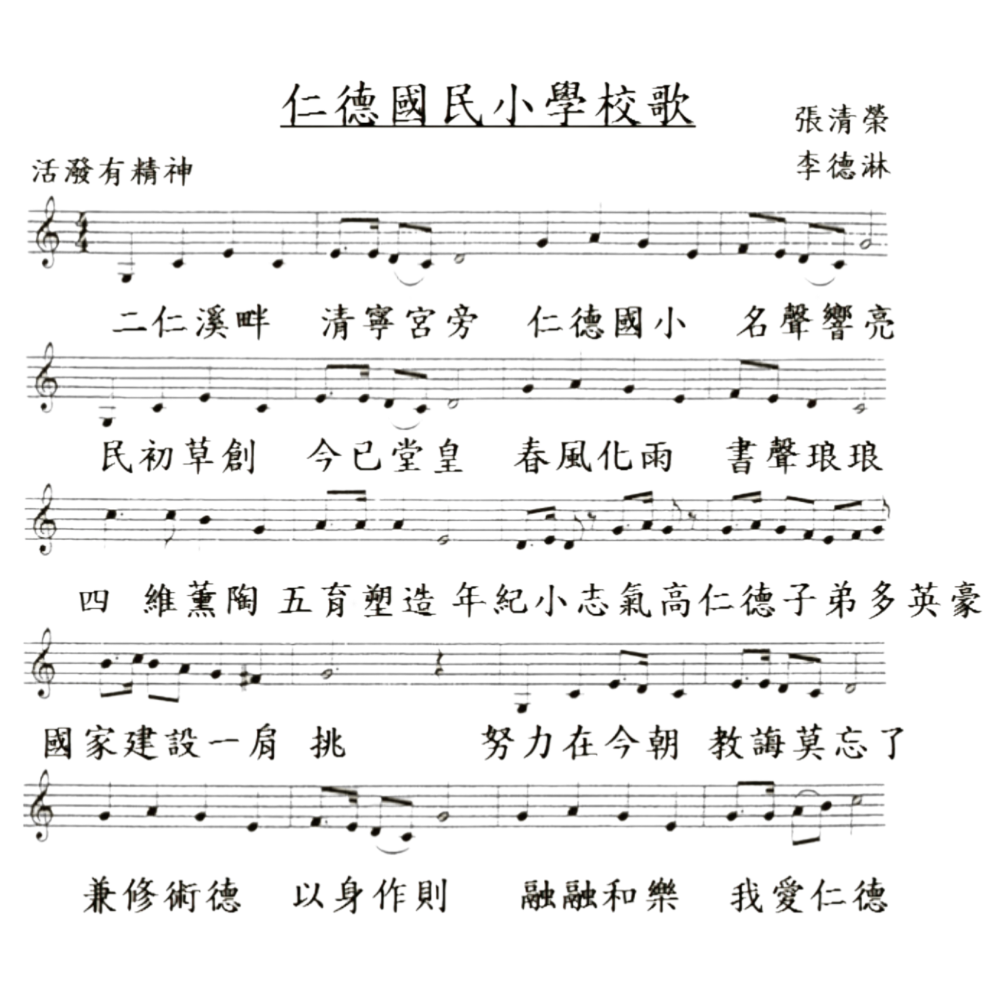 仁德國民小學校歌
張清榮
活潑有精神
李德淋
二仁溪畔 清寧宮旁 仁德國小 名聲響亮
民初草創 今已堂皇 春風化雨 書聲琅琅
四 維薰陶 五育塑造 年紀小志氣高仁德子弟多英豪
國家建設一肩 挑 努力在今朝 教誨莫忘了
兼修術德 以身作則 融融和樂 我愛仁德